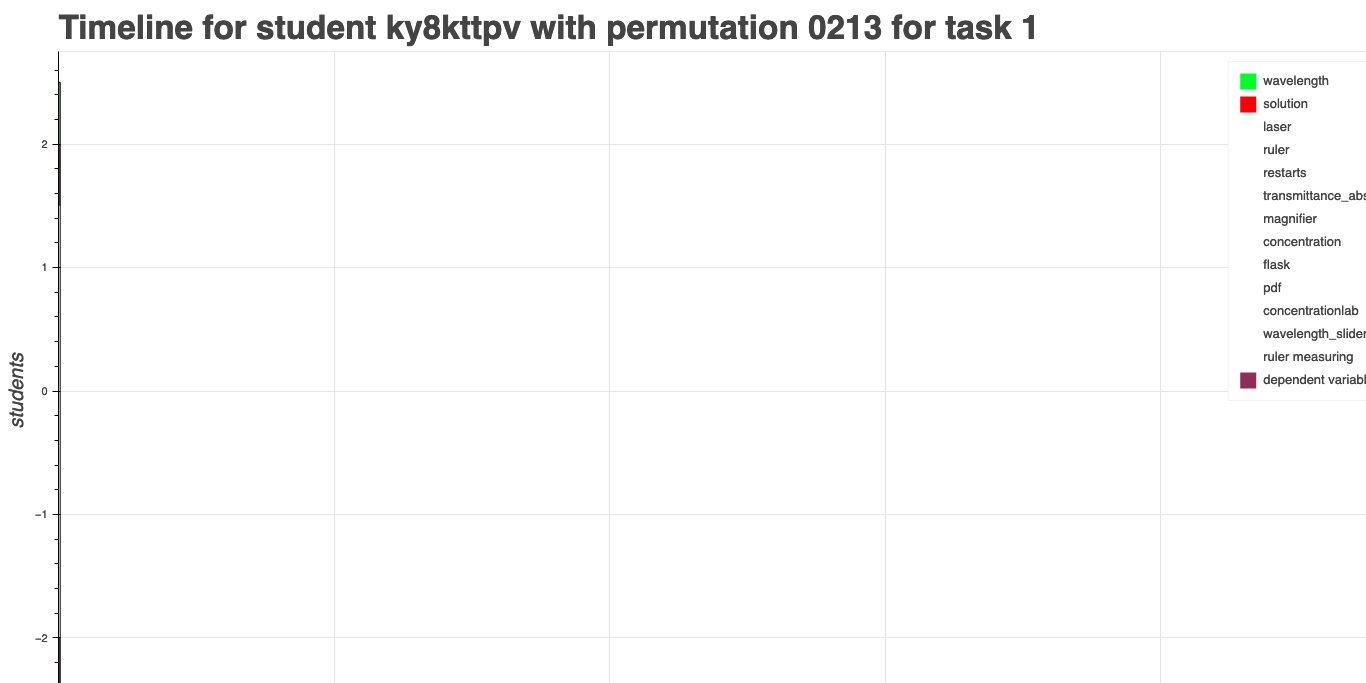 Timeline for student ky8kttpv with permutation 0213 for task 1
wavelength
solution
laser
ruler
restarts
transmittance_abs
magnifier
concentration
flask
pdf
concentrationlab
wavelength_slider
ruler measuring
dependent variabl
2
1
0
−1
−2
students